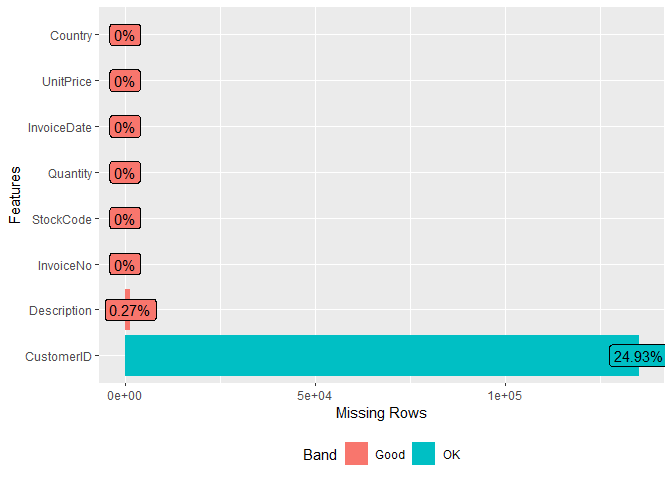 Country
0%
UnitPrice
0%
InvoiceDate
0%
Quantity
0%
StockCode
0%
InvoiceNo
0%
Description
0.27%
CustomerID
24.93%
Features
0e+00
5e+04
1e+05
Missing Rows
Band
Good
OK